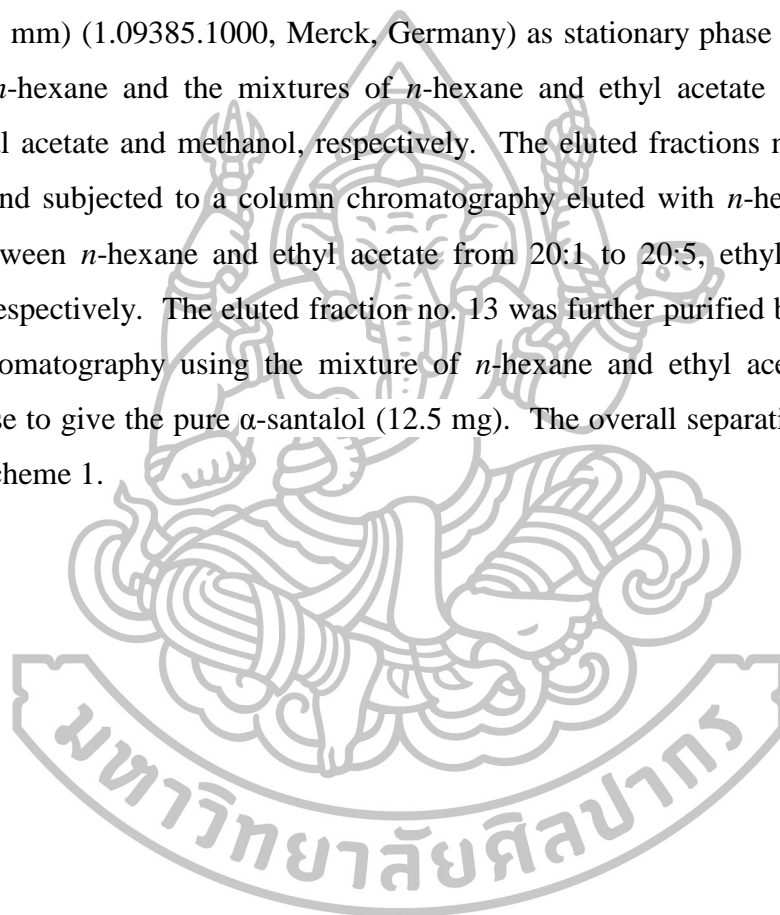 mm) (1.09385.1000, Merck, Germany) as stationary phase
n-hexane and the mixtures of n-hexane and ethyl acetate
l acetate and methanol, respectively. The eluted fractions
nd subjected to a column chromatography eluted with n-he
ween n-hexane and ethyl acetate from 20:1 to 20:5, ethyl
espectively. The eluted fraction no. 13 was further purified
omatography using the mixture of n-hexane and ethyl ace
se to give the pure α-santalol (12.5 mg). The overall separati
cheme 1.
มหาวิทยาลัยศิลปากร